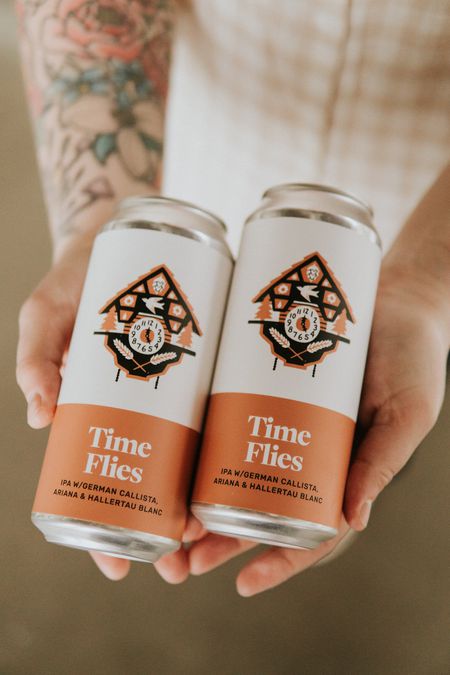 Time
Flies
IPA W/GERMAN CALLISTA,
ARIANA & HALLERTAU BLANC
Time
Flies
IPA W/GERMAN CALLISTA,
ARIANA & HALLERTAU BLANC